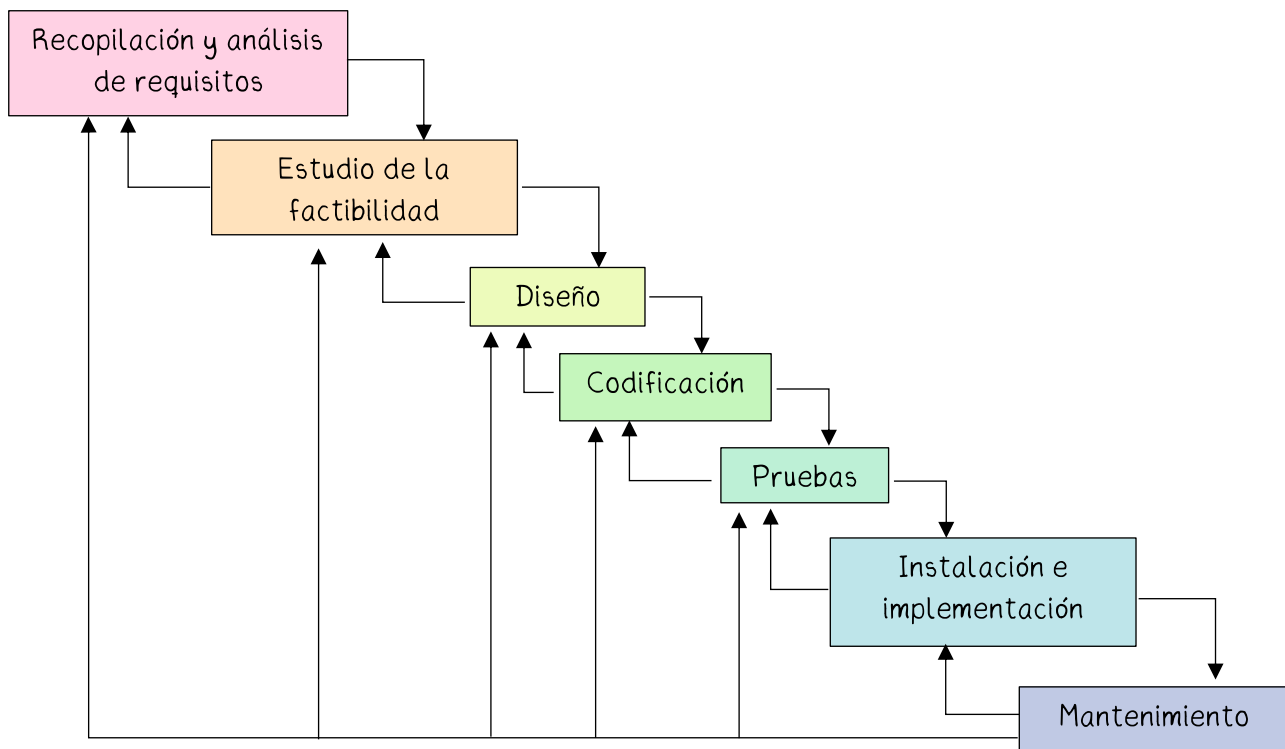 Recopilación y análisis
de requisitos
Estudio de la
factibilidad
Diseño
Codificación
Pruebas
Instalación e
implementación
Mantenimiento